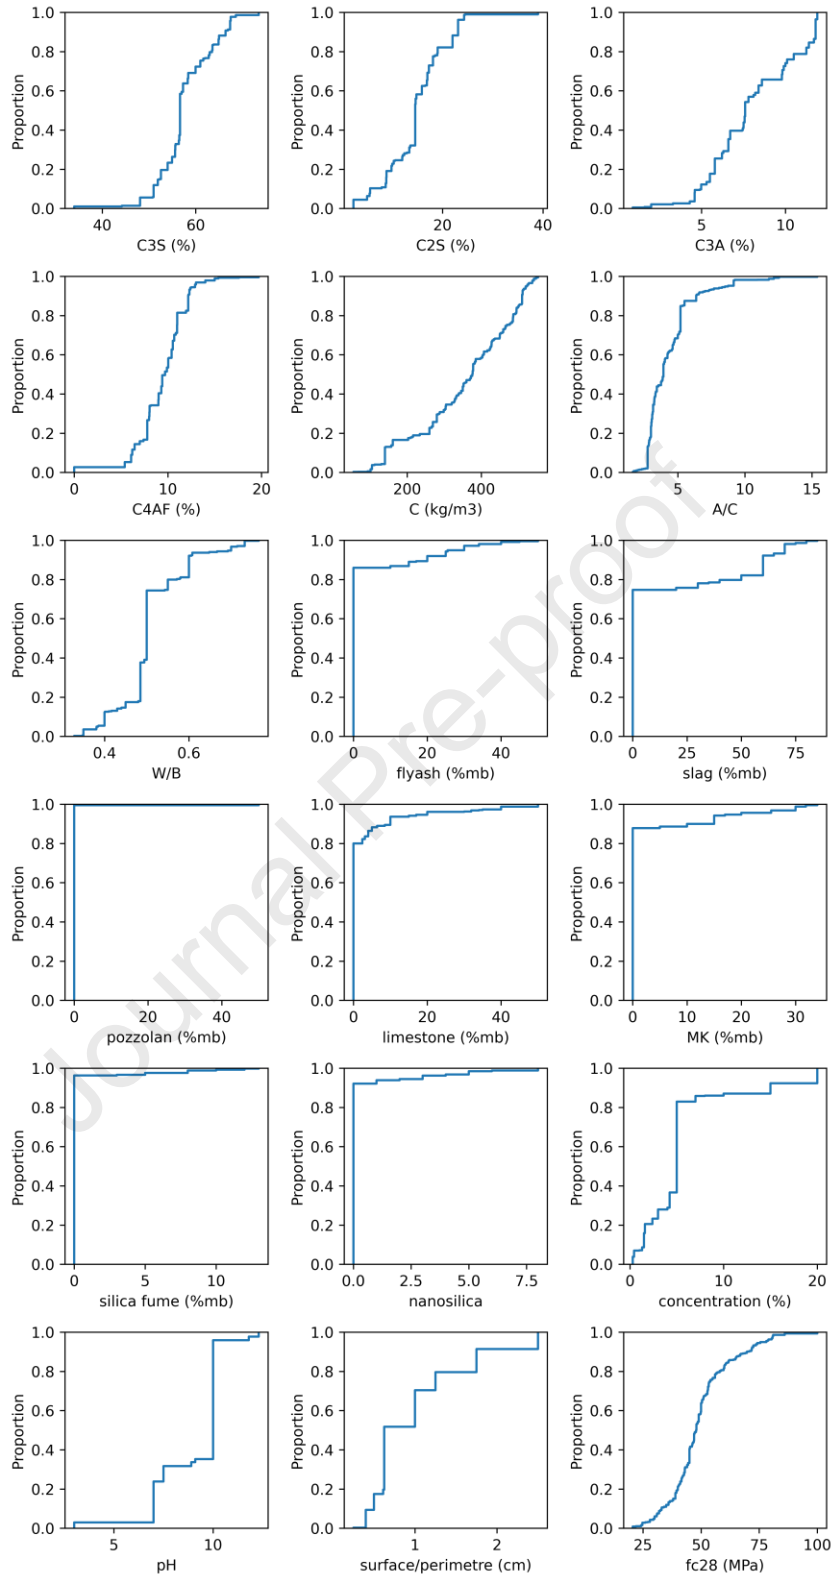 1.0
0.8
0.6
0.4
0.2
0.0
Proportion
40 60
C3S (%)
1.0
0.8
0.6
0.4
0.2
0.0
Proportion
20 40
C2S (%)
1.0
0.8
0.6
0.4
0.2
0.0
Proportion
5 10
C3A (%)
1.0
0.8
0.6
0.4
0.2
0.0
Proportion
0 10 20
C4AF (%)
1.0
0.8
0.6
0.4
0.2
0.0
Proportion
200 400
C (kg/m3)
1.0
0.8
0.6
0.4
0.2
0.0
Proportion
5 10 15
A/C
1.0
0.8
0.6
0.4
0.2
0.0
Proportion
0.4 0.6
W/B
1.0
0.8
0.6
0.4
0.2
0.0
Proportion
0 20 40
flyash (%mb)
1.0
0.8
0.6
0.4
0.2
0.0
Proportion
0 25 50 75
slag (%mb)
1.0
0.8
0.6
0.4
0.2
0.0
Proportion
0 20 40
pozzolan (%mb)
1.0
0.8
0.6
0.4
0.2
0.0
Proportion
0 20 40
limestone (%mb)
1.0
0.8
0.6
0.4
0.2
0.0
Proportion
0 10 20 30
MK (%mb)
1.0
0.8
0.6
0.4
0.2
0.0
Proportion
0 5 10
silica fume (%mb)
1.0
0.8
0.6
0.4
0.2
0.0
Proportion
0.0 2.5 5.0 7.5
nanosilica
1.0
0.8
0.6
0.4
0.2
0.0
Proportion
0 10 20
concentration (%)
1.0
0.8
0.6
0.4
0.2
0.0
Proportion
5 10
pH
1.0
0.8
0.6
0.4
0.2
0.0
Proportion
1 2
surface/perimetre (cm)
1.0
0.8
0.6
0.4
0.2
0.0
Proportion
25 50 75 100
fc28 (MPa)
Journal Pre-proof